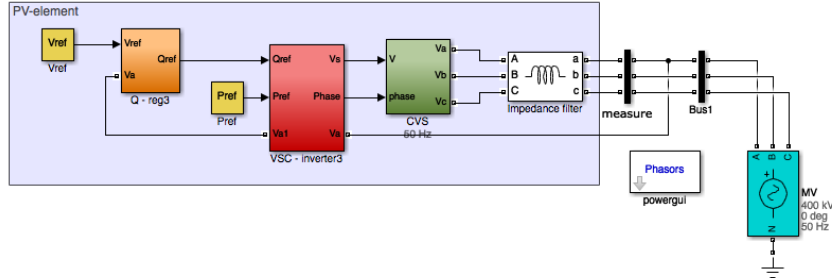 PV-element
Vref
Vref
Vref
Va
Qref
Q - reg3
Pref
Pref
Qref
Pref
Va1
Vs
Phase
Va
VSC - inverter3
V
phase
Va
Vb
Vc
CVS
50 Hz
A
B
C
a
b
c
Impedance filter
measure
Bus1
Phasors
powergui
A
B
C
N
MV
400 kV
0 deg
50 Hz